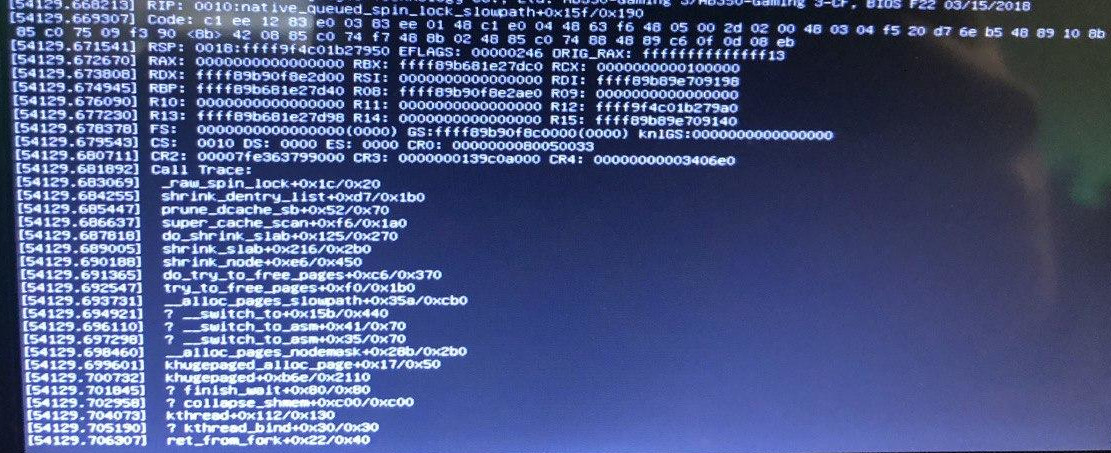 [54129.668213] RIP: 0010:native_queued_spin_lock_slowpath+0x15f/0x190
Ltd. AB350-Gaming 3/AB350-Gaming 3-CF, BIOS F22 03/15/2018
[54129.669307] Code: c1 ee 12 83 e0 03 83 ee 01 48 c1 e0 04 48 63 f6 48 05 00 2d 02 00 48 03 04 f5 20 d7 6e b5 48 89 10 8b
85 c0 75 09 f3 90 <8b> 42 08 85 c0 74 f7 48 8b 02 48 85 c0 74 88 48 89 c6 0f 0d 08 eb
[54129.671541] RSP: 0018:ffff9f4c01b27950 EFLAGS: 00000246 ORIG_RAX: ffffffffffffff13
[54129.672670] RAX: 0000000000000000 RBX: ffff89b681e27dc0 RCX: 0000000000100000
[54129.673808] RDX: ffff89b90f8e2d00 RSI: 0000000000000000 RDI: ffff89b89e709198
[54129.674945] RBP: ffff89b681e27d40 R08: ffff89b90f8e2ae0 R09: 0000000000000000
[54129.676090] R10: 0000000000000000 R11: 0000000000000000 R12: ffff9f4c01b279a0
[54129.677230] R13: ffff89b681e27d98 R14: 0000000000000000 R15: ffff89b89e709140
[54129.678378] FS: 0000000000000000(0000) GS:ffff89b90f8c0000(0000) knlGS:0000000000000000
[54129.679543] CS: 0010 DS: 0000 ES: 0000 CR0: 0000000080050033
[54129.680711] CR2: 00007fe363799000 CR3: 0000000139c0a000 CR4: 00000000003406e0
[54129.681892] Call Trace:
[54129.683069] _raw_spin_lock+0x1c/0x20
[54129.684255] shrink_dentry_list+0xd7/0x1b0
[54129.685447] prune_dcache_sb+0x52/0x70
[54129.686637] super_cache_scan+0xf6/0x1a0
[54129.687818] do_shrink_slab+0x125/0x270
[54129.689005] shrink_slab+0x216/0x2b0
[54129.690188] shrink_node+0xe6/0x450
[54129.691365] do_try_to_free_pages+0xc6/0x370
[54129.692547] try_to_free_pages+0xf0/0x1b0
[54129.693731] __alloc_pages_slowpath+0x35a/0xcb0
[54129.694921] ? __switch_to+0x15b/0x440
[54129.696110] ? __switch_to_asm+0x41/0x70
[54129.697298] ? __switch_to_asm+0x35/0x70
[54129.698460] __alloc_pages_nodemask+0x28b/0x2b0
[54129.699601] khugepaged_alloc_page+0x17/0x50
[54129.700732] khugepaged+0xb6e/0x2110
[54129.701845] ? finish_wait+0x80/0x80
[54129.702958] ? collapse_shmem+0xc00/0xc00
[54129.704073] kthread+0x112/0x130
[54129.705190] ? kthread_bind+0x30/0x30
[54129.706307] ret_from_fork+0x22/0x40